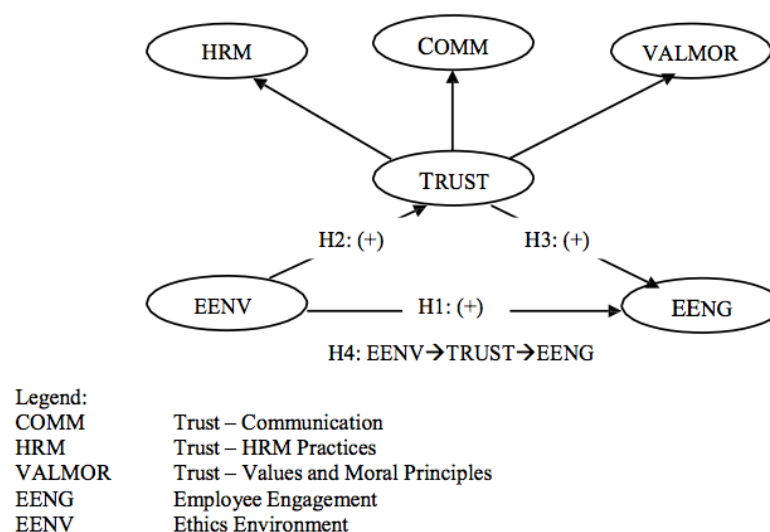 HRM
COMM
VALMOR
TRUST
H2: (+)
H3: (+)
EENV
H1: (+)
EENG
H4: EENV→TRUST→EENG
Legend:
COMM Trust – Communication
HRM Trust – HRM Practices
VALMOR Trust – Values and Moral Principles
EENG Employee Engagement
EENV Ethics Environment